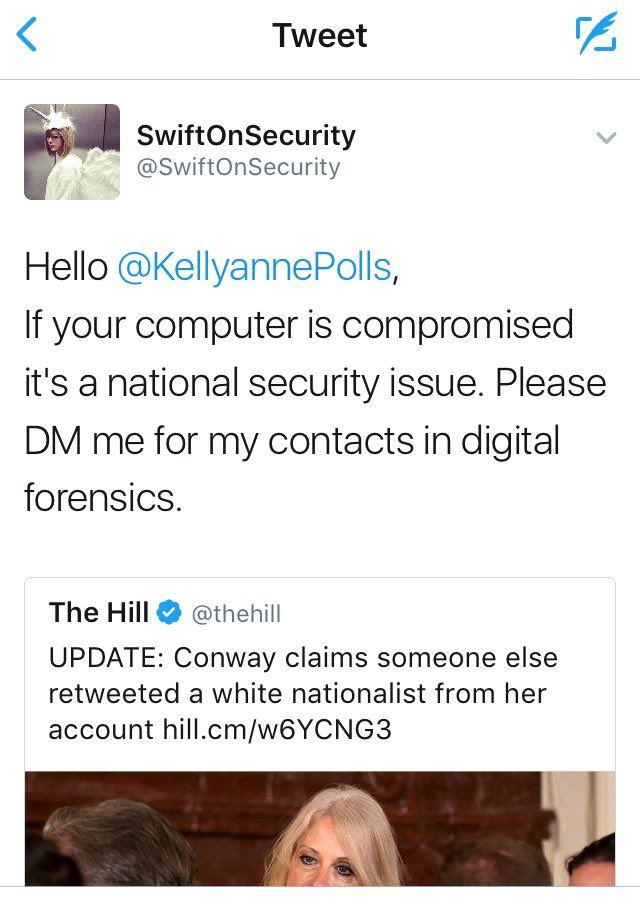 Tweet
SwiftOnSecurity
@SwiftOnSecurity
Hello @KellyannePolls,
If your computer is compromised
it's a national security issue. Please
DM me for my contacts in digital
forensics.
The Hill @thehill
UPDATE: Conway claims someone else
retweeted a white nationalist from her
account hill.cm/w6YCNG3